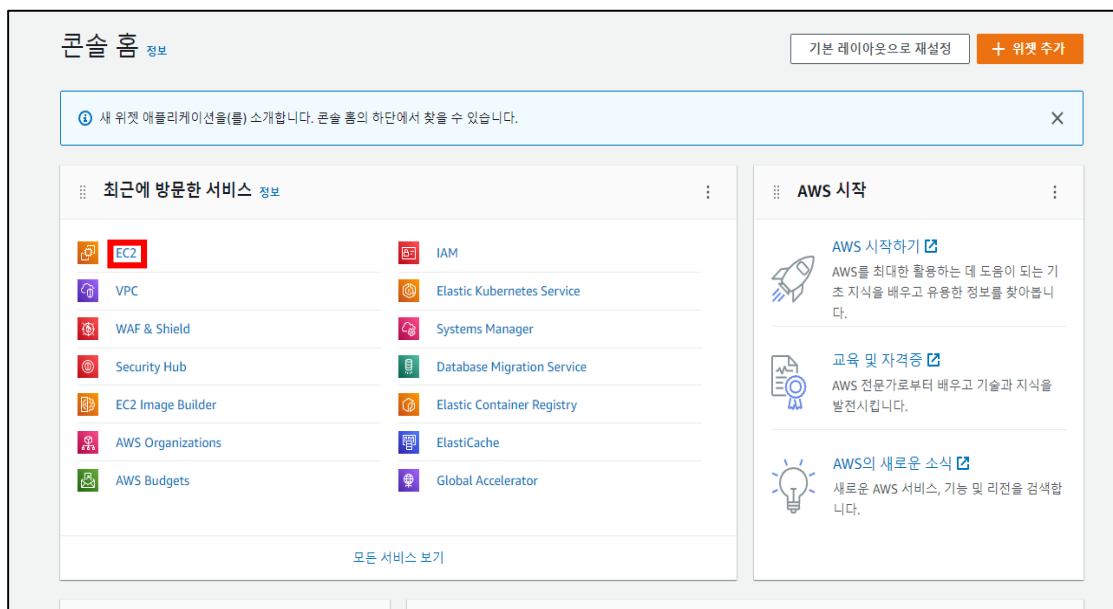 콘솔 홈 정보
기본 레이아웃으로 재설정
위젯 추가
새 위젯 애플리케이션을(를) 소개합니다. 콘솔 홈의 하단에서 찾을 수 있습니다.
최근에 방문한 서비스 정보
EC2
VPC
WAF & Shield
Security Hub
EC2 Image Builder
AWS Organizations
AWS Budgets
IAM
Elastic Kubernetes Service
Systems Manager
Database Migration Service
Elastic Container Registry
ElastiCache
Global Accelerator
모든 서비스 보기
AWS 시작
AWS 시작하기
AWS를 최대한 활용하는 데 도움이 되는 기
초 지식을 배우고 유용한 정보를 찾아봅니
다.
교육 및 자격증
AWS 전문가로부터 배우고 기술과 지식을
발전시킵니다.
AWS의 새로운 소식
새로운 AWS 서비스, 기능 및 리전을 검색합
니다.